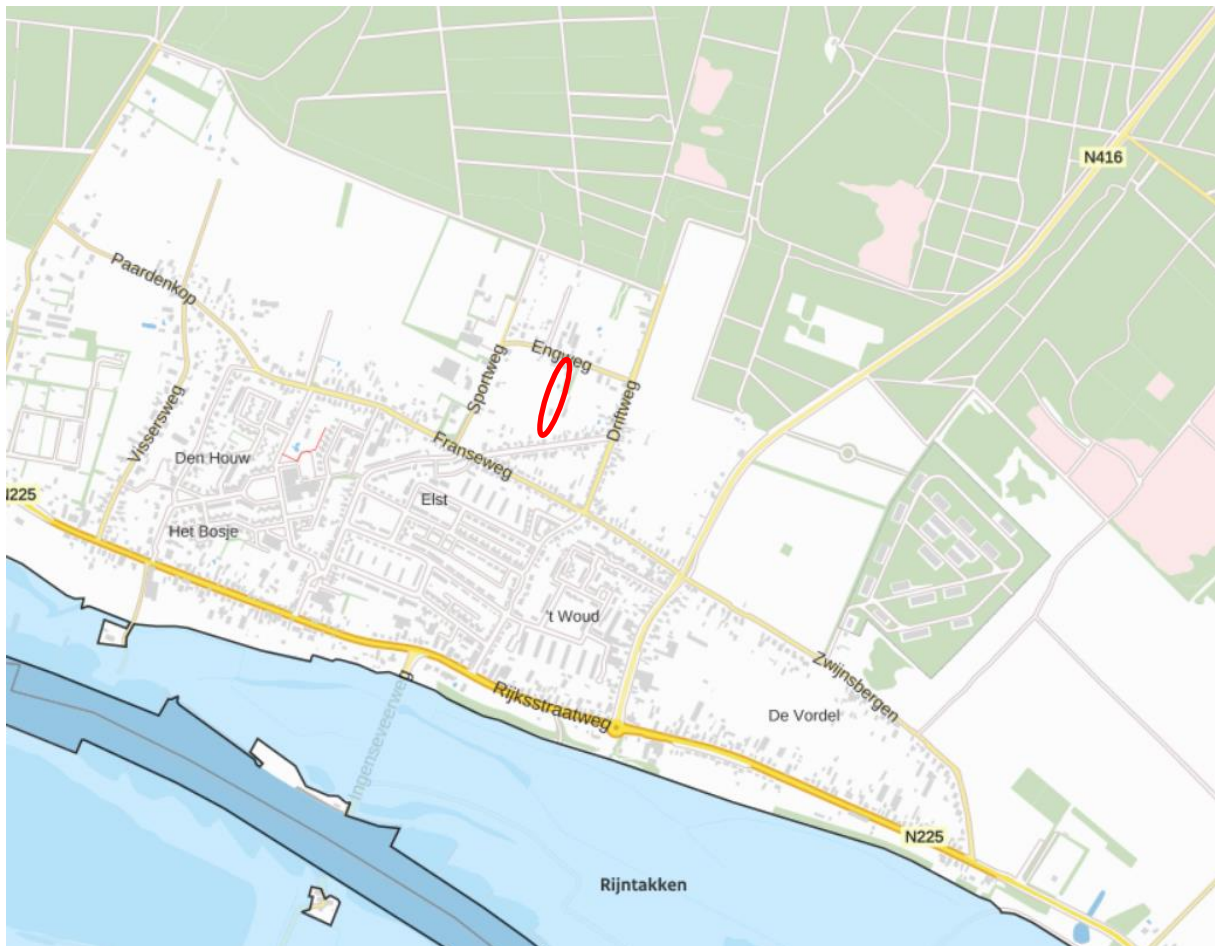 N416
Paardenkop
Engweg
Sportweg
Driftweg
Vissersweg
Franseweg
Den Houw
Elst
N225
Het Bosje
't Woud
Zwijnsbergen
Ingenseveerweg
Rijksstraatweg
De Vordel
N225
Rijntakken